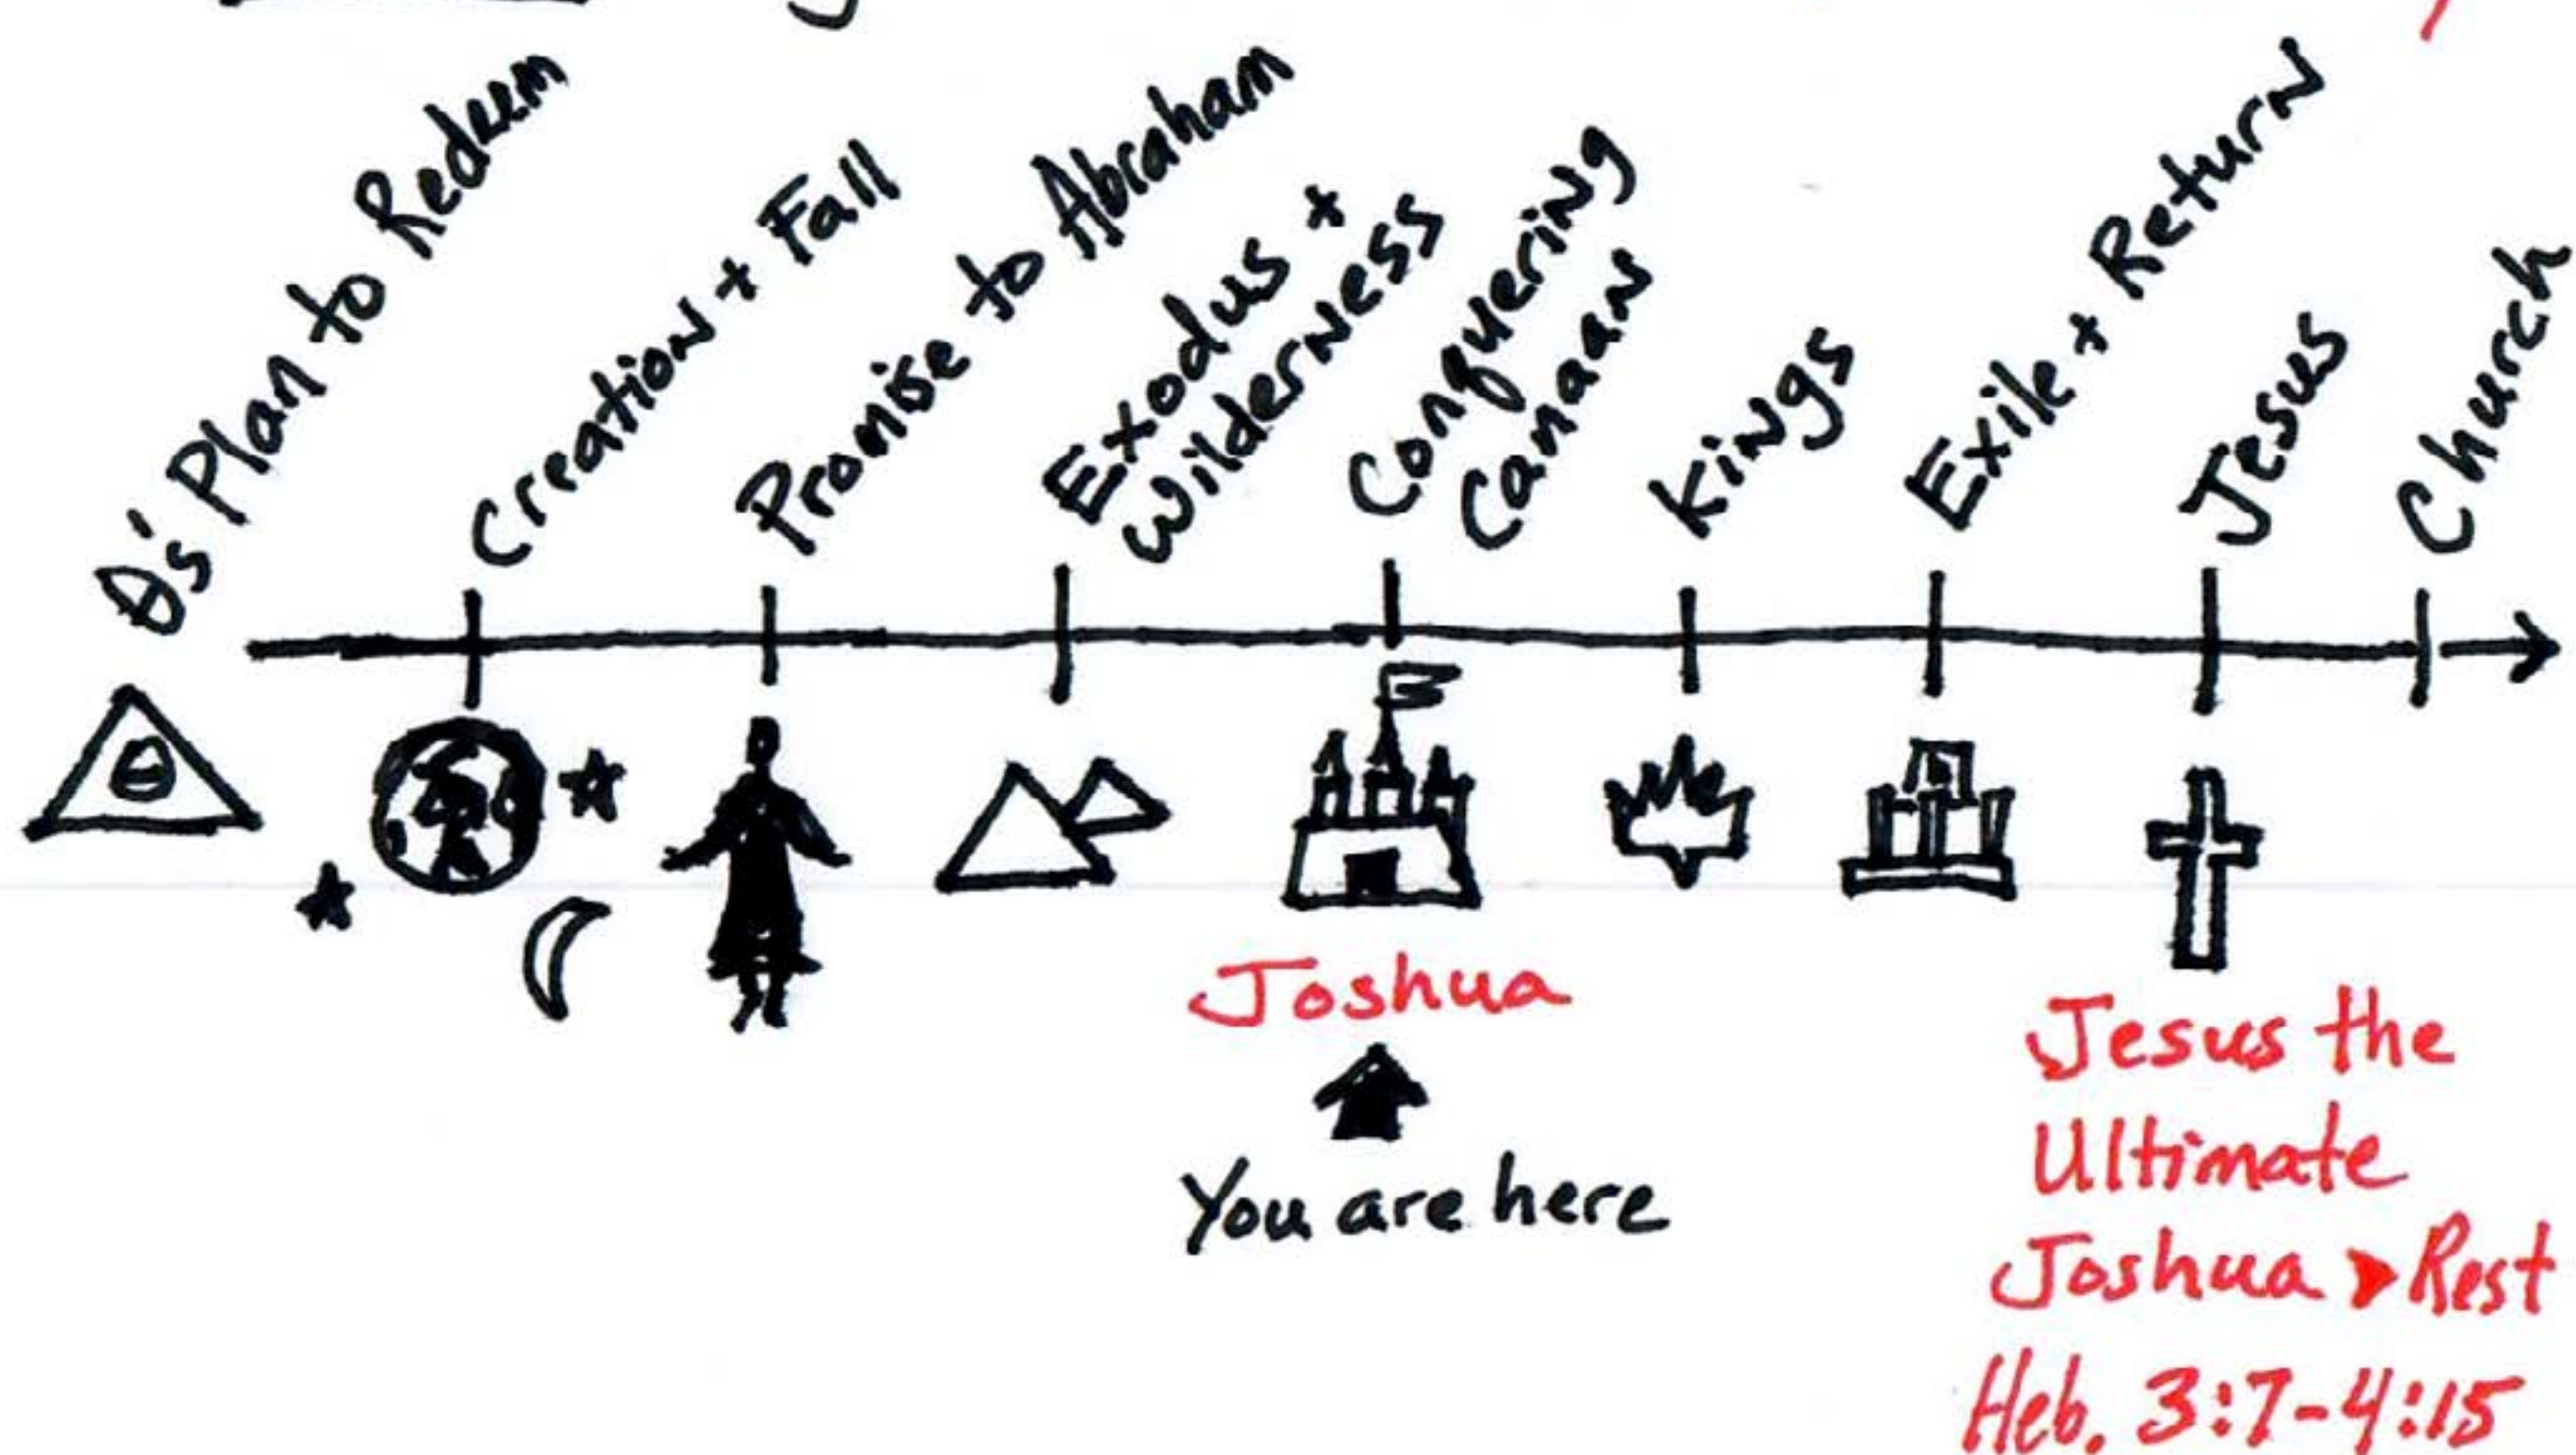 Θ's Plan to Redeem
Creation + Fall
Promise to Abraham
Exodus +
Wilderness
Conquering
Canaan
Kings
Exile + Return
Jesus
Church
Θ
Joshua
You are here
Jesus the
Ultimate
Joshua ➤ Rest
Heb. 3:7-4:15